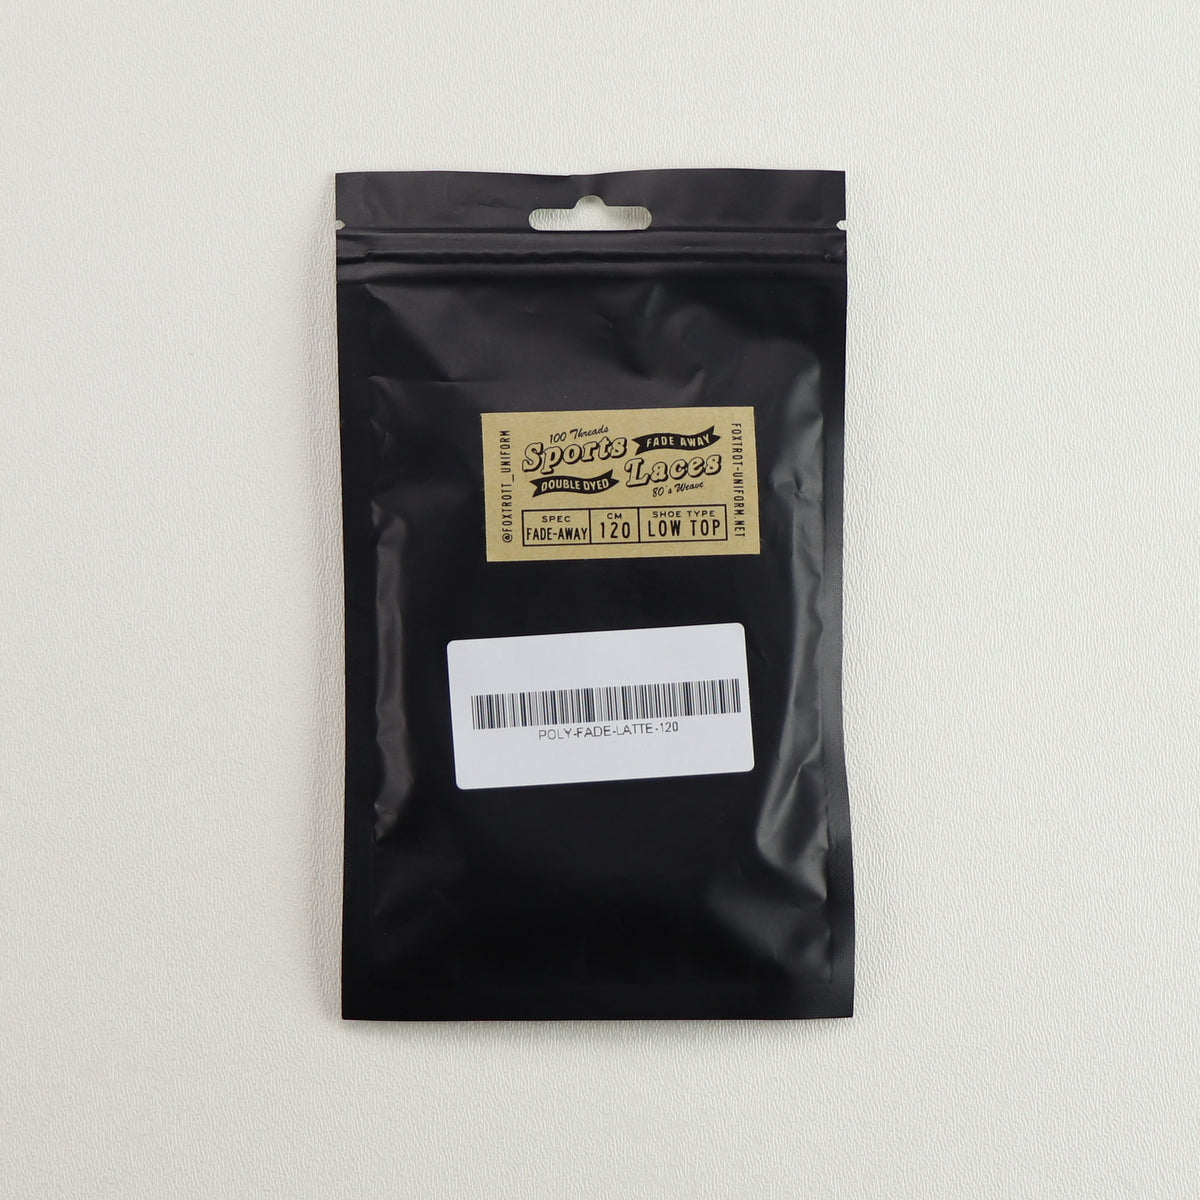 @FOXTROTT_UNIFORM
100 Threads
Sports
FADE AWAY
DOUBLE DYED
Laces
80's Weave
SPEC
FADE-AWAY
CM
120
SHOE TYPE
LOW TOP
FOXTROT-UNIFORM.NET
POLY-FADE-LATTE-120